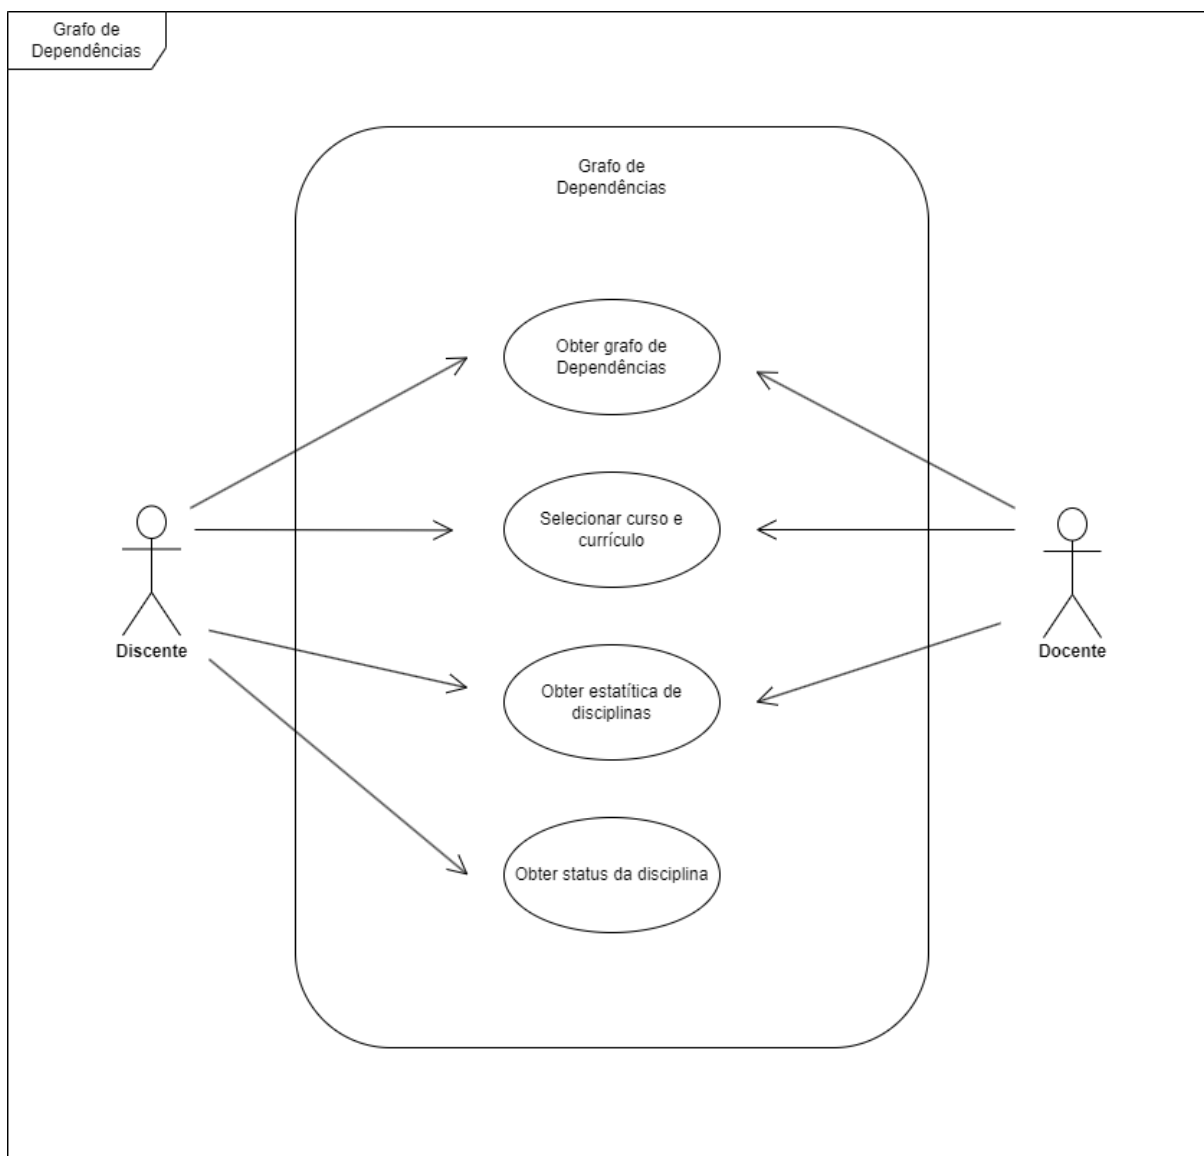 Grafo de
Dependências
Grafo de
Dependências
Obter grafo de
Dependências
Selecionar curso e
currículo
Discente
Docente
Obter estatítica de
disciplinas
Obter status da disciplina